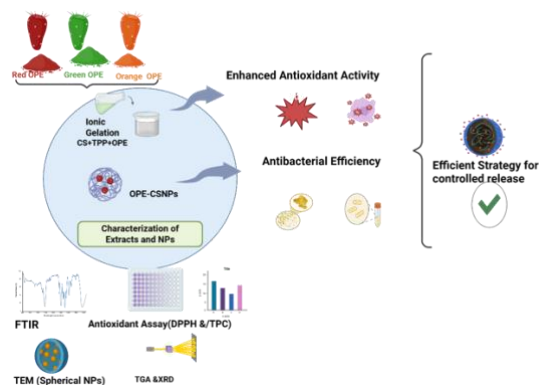 Red OPE
Green OPE
Orange OPE
Ionic
Gelation
CS+TPP+OPE
OPE-CSNPs
Characterization of
Extracts and NPs
Enhanced Antioxidant Activity
Antibacterial Efficiency
Efficient Strategy for
controlled release
FTIR
Antioxidant Assay(DPPH &/TPC)
TEM (Spherical NPs)
TGA &XRD